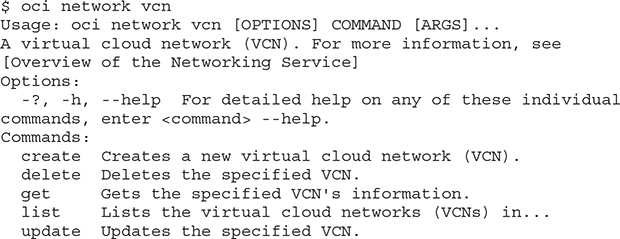 $ oci network vcn
Usage: oci network vcn [OPTIONS] COMMAND [ARGS]...
A virtual cloud network (VCN). For more information, see
[Overview of the Networking Service]
Options:
  -?, -h, --help  For detailed help on any of these individual
commands, enter <command> --help.
Commands:
  create  Creates a new virtual cloud network (VCN).
  delete  Deletes the specified VCN.
  get     Gets the specified VCN's information.
  list    Lists the virtual cloud networks (VCNs) in...
  update  Updates the specified VCN.